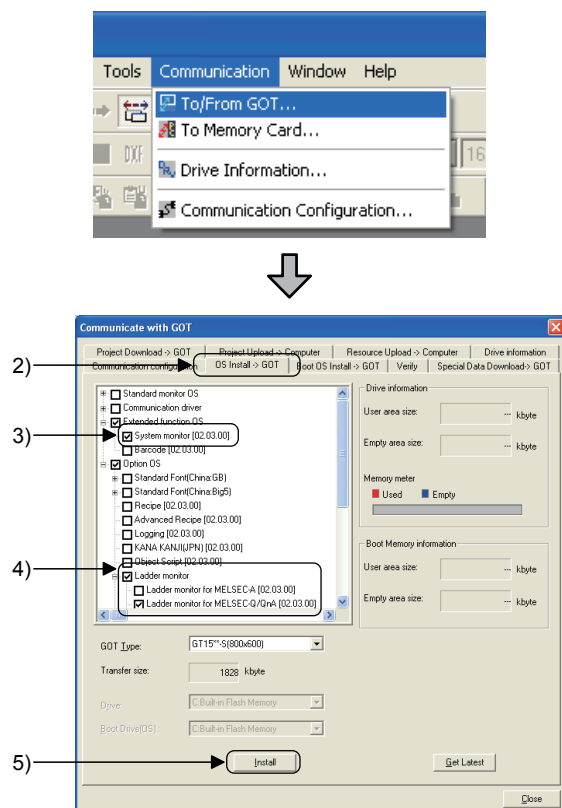 Tools Communication Window Help
To/From GOT...
To Memory Card...
DXF
16
Drive Information...
Communication Configuration...
Communicate with GOT
Project Download -> GOT Project Upload -> Computer Resource Upload -> Computer Drive information
2)
Communication configuration OS Install -> GOT Boot OS Install -> GOT Verify Special Data Download-> GOT
Standard monitor OS
Communication driver
Extended function OS
3)
System monitor [02.03.00]
Barcode [02.03.00]
Option OS
Standard Font(China:GB)
Standard Font(China:Big5)
Recipe [02.03.00]
Advanced Recipe [02.03.00]
Logging [02.03.00]
KANA KANJI(JPN) [02.03.00]
Object Script [02.03.00]
4)
Ladder monitor
Ladder monitor for MELSEC-A [02.03.00]
Ladder monitor for MELSEC-Q/QnA [02.03.00]
Drive information
User area size: --- kbyte
Empty area size: --- kbyte
Memory meter
Used Empty
Boot Memory information
User area size: --- kbyte
Empty area size: --- kbyte
GOT Type: GT15**-S(800x600)
Transfer size: 1828 kbyte
Drive: C:Built-in Flash Memory
Boot Drive(OS) : C:Built-in Flash Memory
5)
Install Get Latest
Close